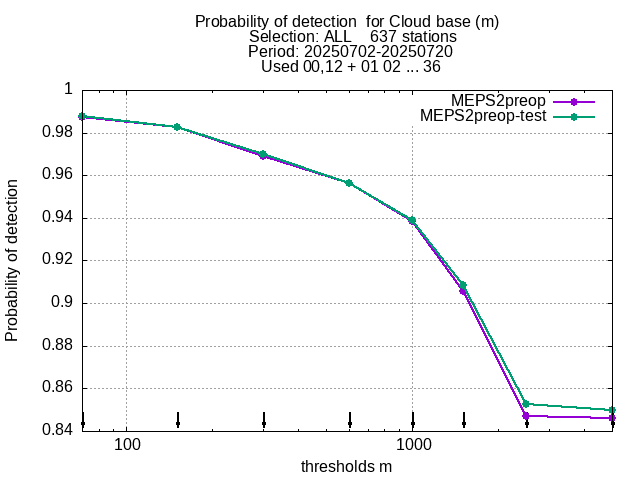 Probability of detection  for Cloud base (m)
Selection: ALL    637 stations
Period: 20250702-20250720
Used 00,12 + 01 02 ... 36
MEPS2preop
MEPS2preop-test
1
0.98
0.96
0.94
0.92
0.9
0.88
0.86
0.84
Probability of detection
100
1000
thresholds m